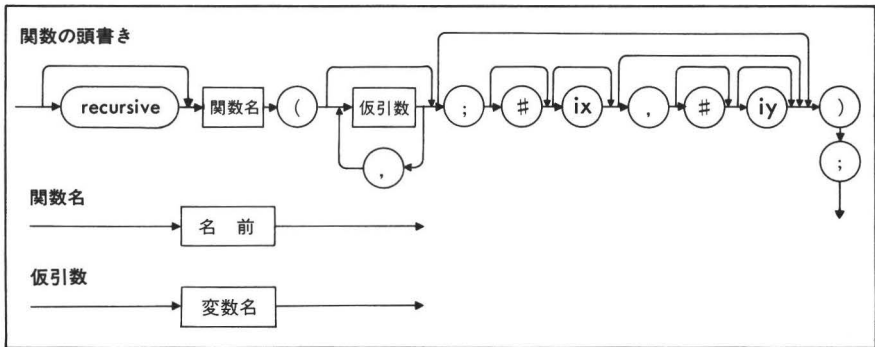 関数の頭書き
recursive 関数名 ( 仮引数 ; # ix , # iy )
, ;
関数名
名 前
仮引数
変数名